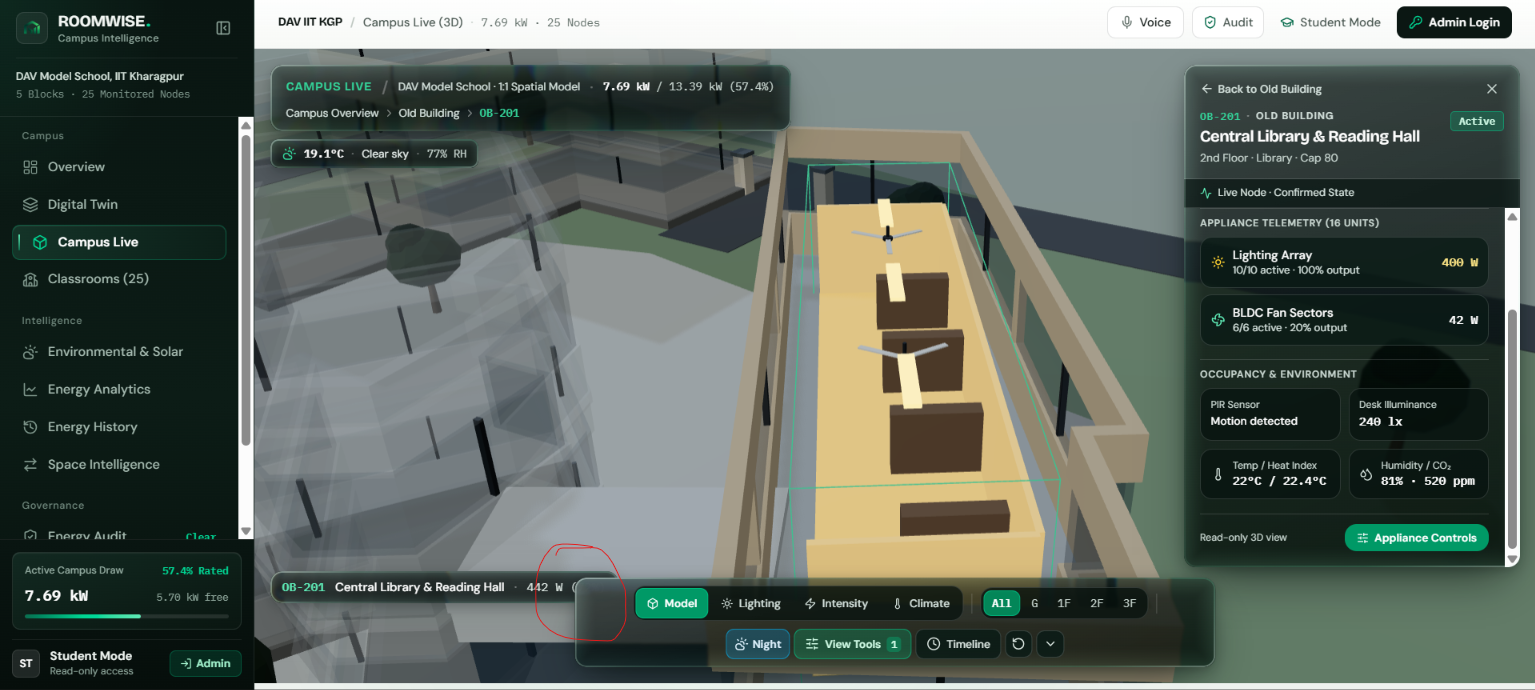 ROOMWISE.
Campus Intelligence
DAV Model School, IIT Kharagpur
5 Blocks · 25 Monitored Nodes
Campus
Overview
Digital Twin
Campus Live
Classrooms (25)
Intelligence
Environmental & Solar
Energy Analytics
Energy History
Space Intelligence
Governance
Energy Audit Clear
Active Campus Draw 57.4% Rated
7.69 kW 5.70 kW free
ST Student Mode
Read-only access
Admin
DAV IIT KGP / Campus Live (3D) · 7.69 kW · 25 Nodes
Voice Audit Student Mode Admin Login
CAMPUS LIVE / DAV Model School · 1:1 Spatial Model · 7.69 kW / 13.39 kW (57.4%)
Campus Overview > Old Building > OB-201
19.1°C · Clear sky · 77% RH
OB-201 Central Library & Reading Hall · 442 W (
Model Lighting Intensity Climate All G 1F 2F 3F
Night View Tools 1 Timeline
← Back to Old Building
OB-201 · OLD BUILDING
Active
Central Library & Reading Hall
2nd Floor · Library · Cap 80
Live Node · Confirmed State
APPLIANCE TELEMETRY (16 UNITS)
Lighting Array
10/10 active · 100% output
400 W
BLDC Fan Sectors
6/6 active · 20% output
42 W
OCCUPANCY & ENVIRONMENT
PIR Sensor
Motion detected
Desk Illuminance
240 lx
Temp / Heat Index
22°C / 22.4°C
Humidity / CO₂
81% · 520 ppm
Read-only 3D view
Appliance Controls